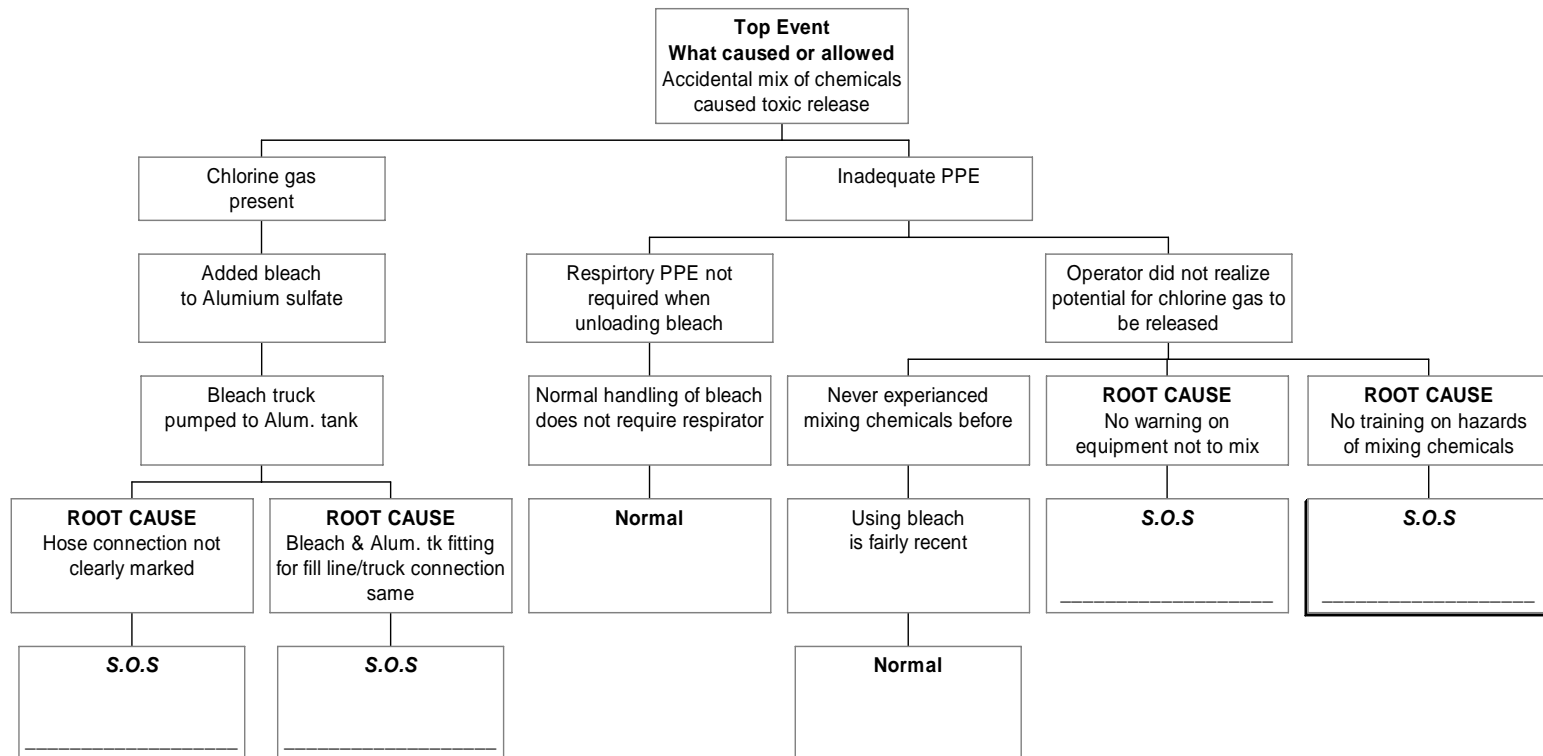 Top Event
What caused or allowed
Accidental mix of chemicals
caused toxic release
Chlorine gas
present
Inadequate PPE
Added bleach
to Alumium sulfate
Respirtory PPE not
required when
unloading bleach
Operator did not realize
potential for chlorine gas to
be released
Bleach truck
pumped to Alum. tank
Normal handling of bleach
does not require respirator
Never experianced
mixing chemicals before
ROOT CAUSE
No warning on
equipment not to mix
ROOT CAUSE
No training on hazards
of mixing chemicals
ROOT CAUSE
Hose connection not
clearly marked
ROOT CAUSE
Bleach & Alum. tk fitting
for fill line/truck connection
same
Normal
Using bleach
is fairly recent
S.O.S
S.O.S
S.O.S
S.O.S
Normal